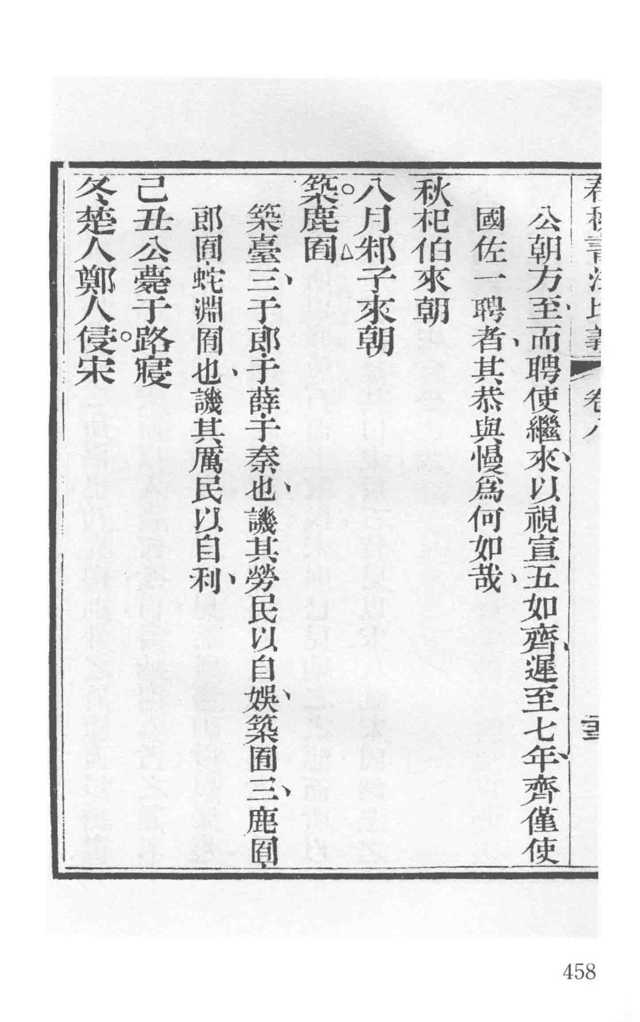 春秋書法比義 卷八
公朝方至、而聘使繼來、以視宣五如齊、遲至七年、齊僅使
國佐一聘者、其恭與慢爲何如哉、
秋杞伯來朝
八月邾子來朝
築鹿囿
築臺三、于郎、于薛、于秦也、譏其勞民以自娛、築囿三、鹿囿、
郎囿、蛇淵囿也、譏其厲民以自利、
己丑公薨于路寢
冬楚人鄭人侵宋
458